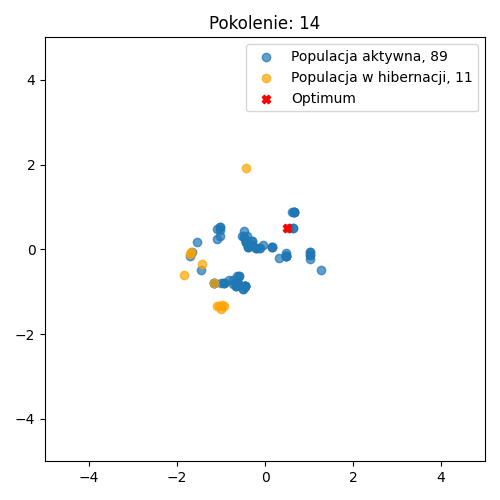 Pokolenie: 14
Populacja aktywna, 89
Populacja w hibernacji, 11
Optimum
4
2
0
−2
−4
−4
−2
0
2
4